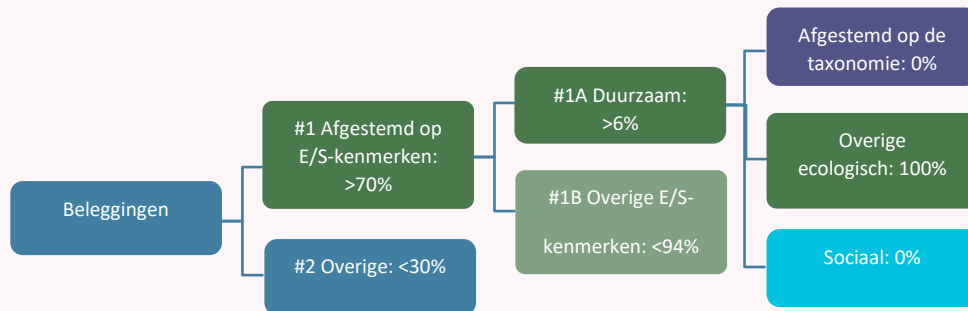 Beleggingen
#1 Afgestemd op
E/S-kenmerken:
>70%
#2 Overige: <30%
#1A Duurzaam:
>6%
#1B Overige E/S-
kenmerken: <94%
Afgestemd op de
taxonomie: 0%
Overige
ecologisch: 100%
Sociaal: 0%